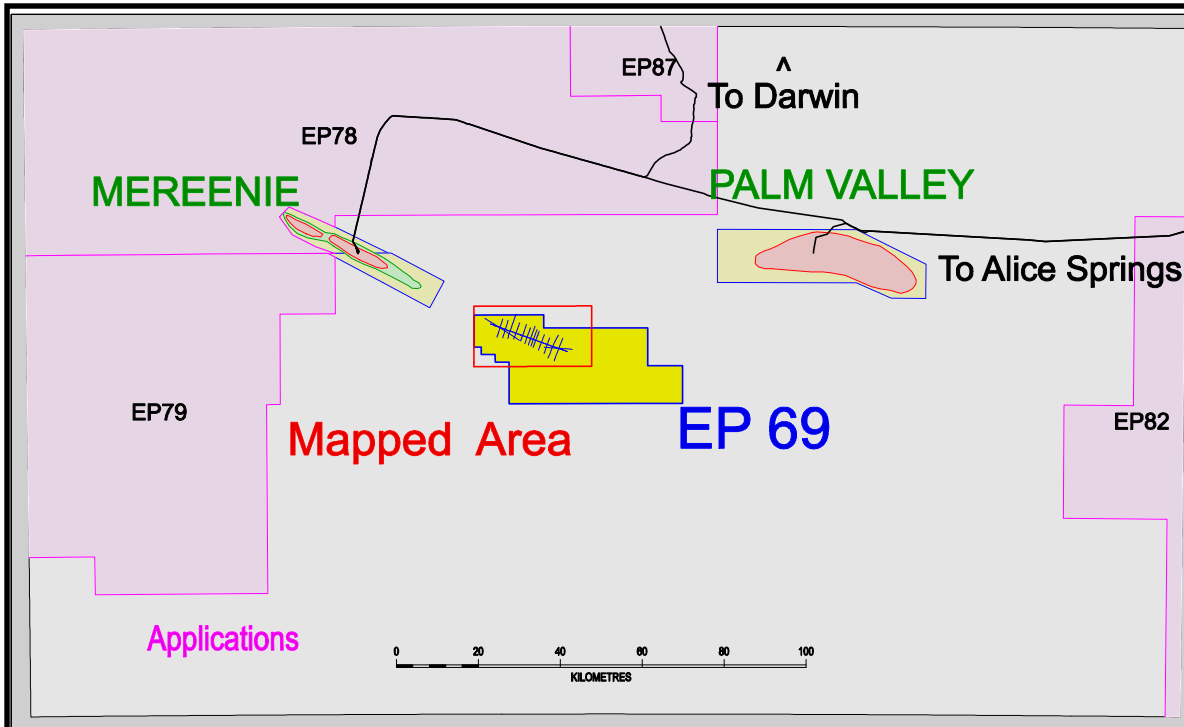 EP87
^
To Darwin
EP78
MEREENIE
PALM VALLEY
To Alice Springs
EP79
Mapped Area
EP 69
EP82
Applications
0 20 40 60 80 100
KILOMETRES